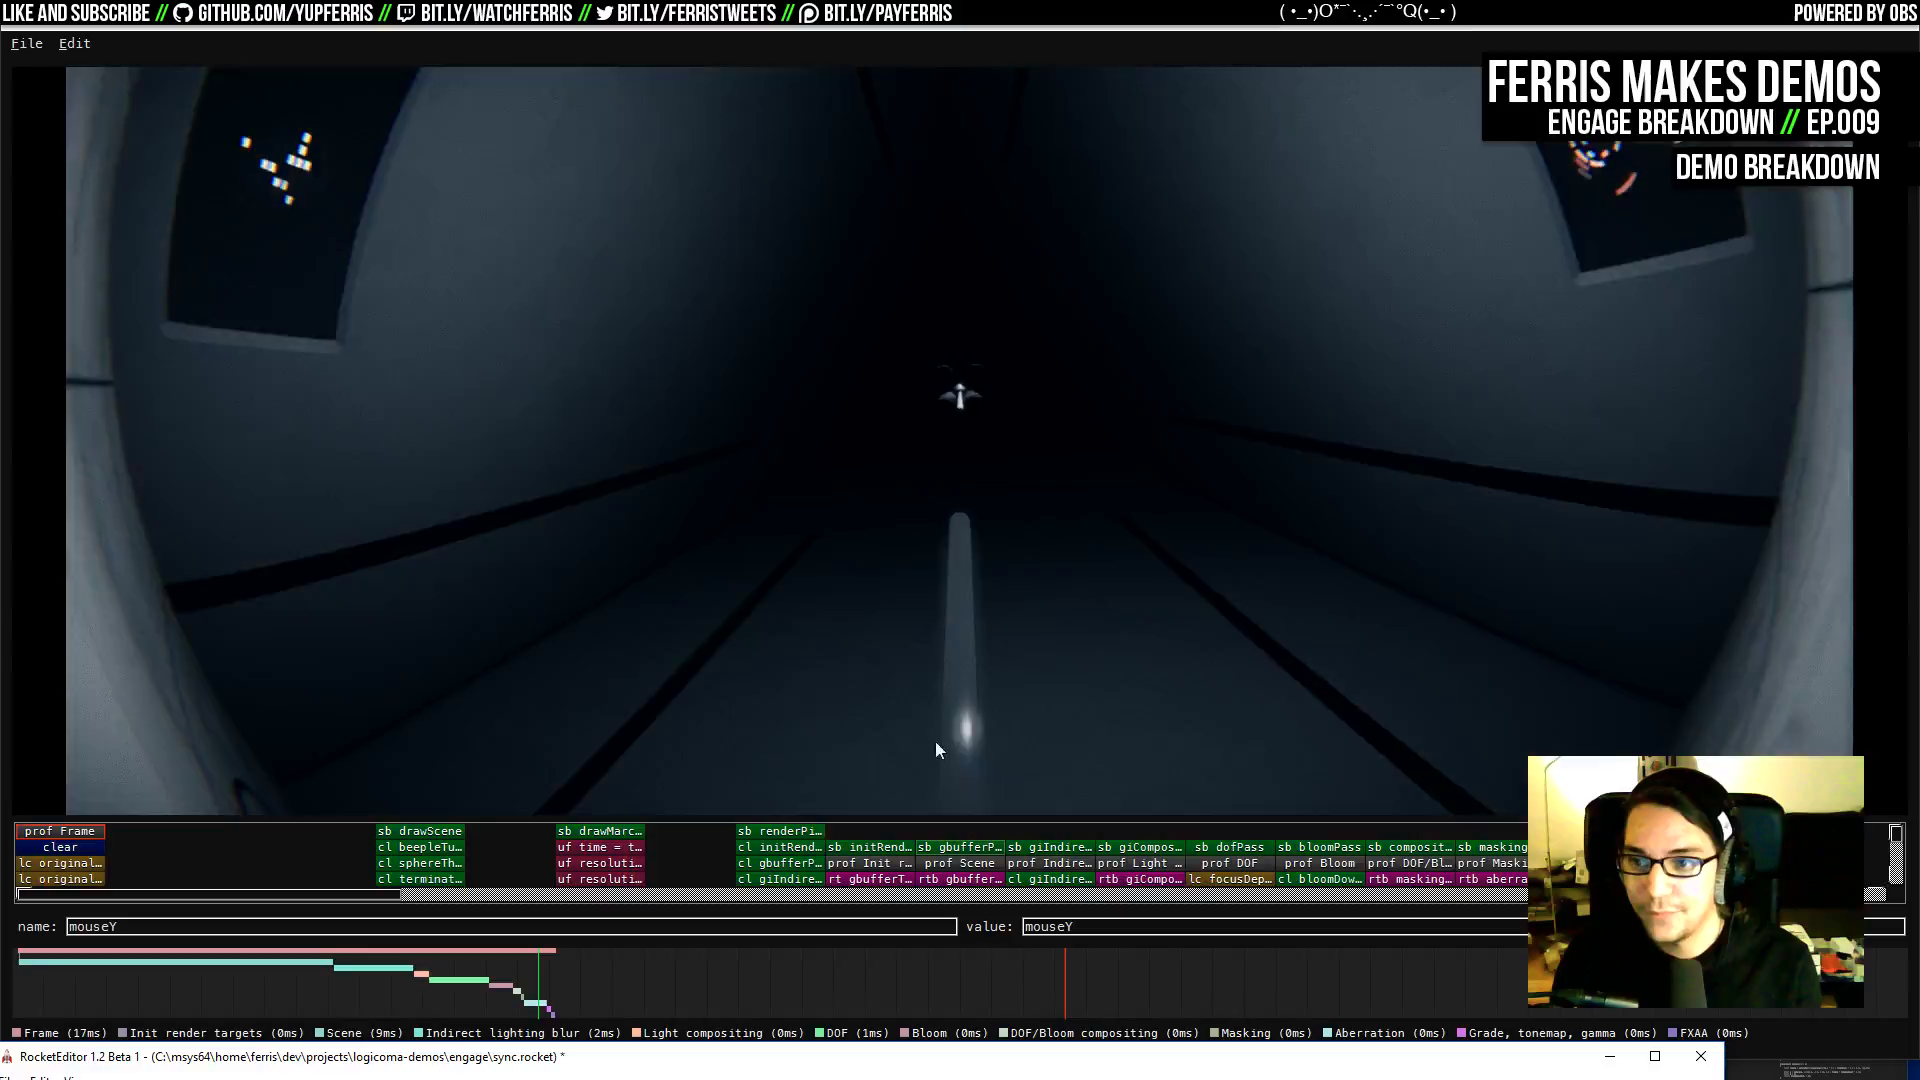 LIKE AND SUBSCRIBE // GITHUB.COM/YUPFERRIS // BIT.LY/WATCHFERRIS // BIT.LY/FERRISTWEETS // BIT.LY/PAYFERRIS
POWERED BY OBS
File Edit
FERRIS MAKES DEMOS
ENGAGE BREAKDOWN // EP.009
DEMO BREAKDOWN
prof Frame sb drawScene sb drawMarc… sb renderPi…
clear cl beepleTu… uf time = t… cl initRend… sb initRend… sb gbufferP… sb giIndire… sb giCompos… sb dofPass sb bloomPass sb composit… sb masking
lc original… cl sphereTh… uf resoluti… cl gbufferP… prof Init r… prof Scene prof Indire… prof Light … prof DOF prof Bloom prof DOF/Bl… prof Maski
lc original… cl terminat… uf resoluti… cl giIndire… rt gbufferT… rtb gbuffer… cl giIndire… rtb giCompo… lc focusDep… cl bloomDow… rtb masking… rtb aberra
name: mouseY value: mouseY
Frame (17ms) Init render targets (0ms) Scene (9ms) Indirect lighting blur (2ms) Light compositing (0ms) DOF (1ms) Bloom (0ms) DOF/Bloom compositing (0ms) Masking (0ms) Aberration (0ms) Grade, tonemap, gamma (0ms) FXAA (0ms)
RocketEditor 1.2 Beta 1 - (C:\msys64\home\ferris\dev\projects\logicoma-demos\engage\sync.rocket) *